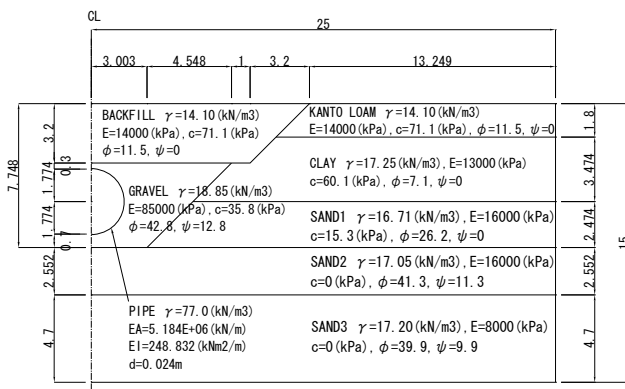 CL
25
3.003
4.548
1
3.2
13.249
BACKFILL γ=14.10(kN/m3)
E=14000(kPa), c=71.1(kPa)
φ=11.5, ψ=0
KANTO LOAM γ=14.10(kN/m3)
E=14000(kPa), c=71.1(kPa), φ=11.5, ψ=0
CLAY γ=17.25(kN/m3), E=13000(kPa)
c=60.1(kPa), φ=7.1, ψ=0
GRAVEL γ=18.85(kN/m3)
E=85000(kPa), c=35.8(kPa)
φ=42.8, ψ=12.8
SAND1 γ=16.71(kN/m3), E=16000(kPa)
c=15.3(kPa), φ=26.2, ψ=0
SAND2 γ=17.05(kN/m3), E=16000(kPa)
c=0(kPa), φ=41.3, ψ=11.3
PIPE γ=77.0(kN/m3)
EA=5.184E+06(kN/m)
EI=248.832(kNm2/m)
d=0.024m
SAND3 γ=17.20(kN/m3), E=8000(kPa)
c=0(kPa), φ=39.9, ψ=9.9
7.748
3.2
0.3
1.774
1.774
0.7
2.552
4.7
1.8
3.474
2.474
2.552
4.7
15